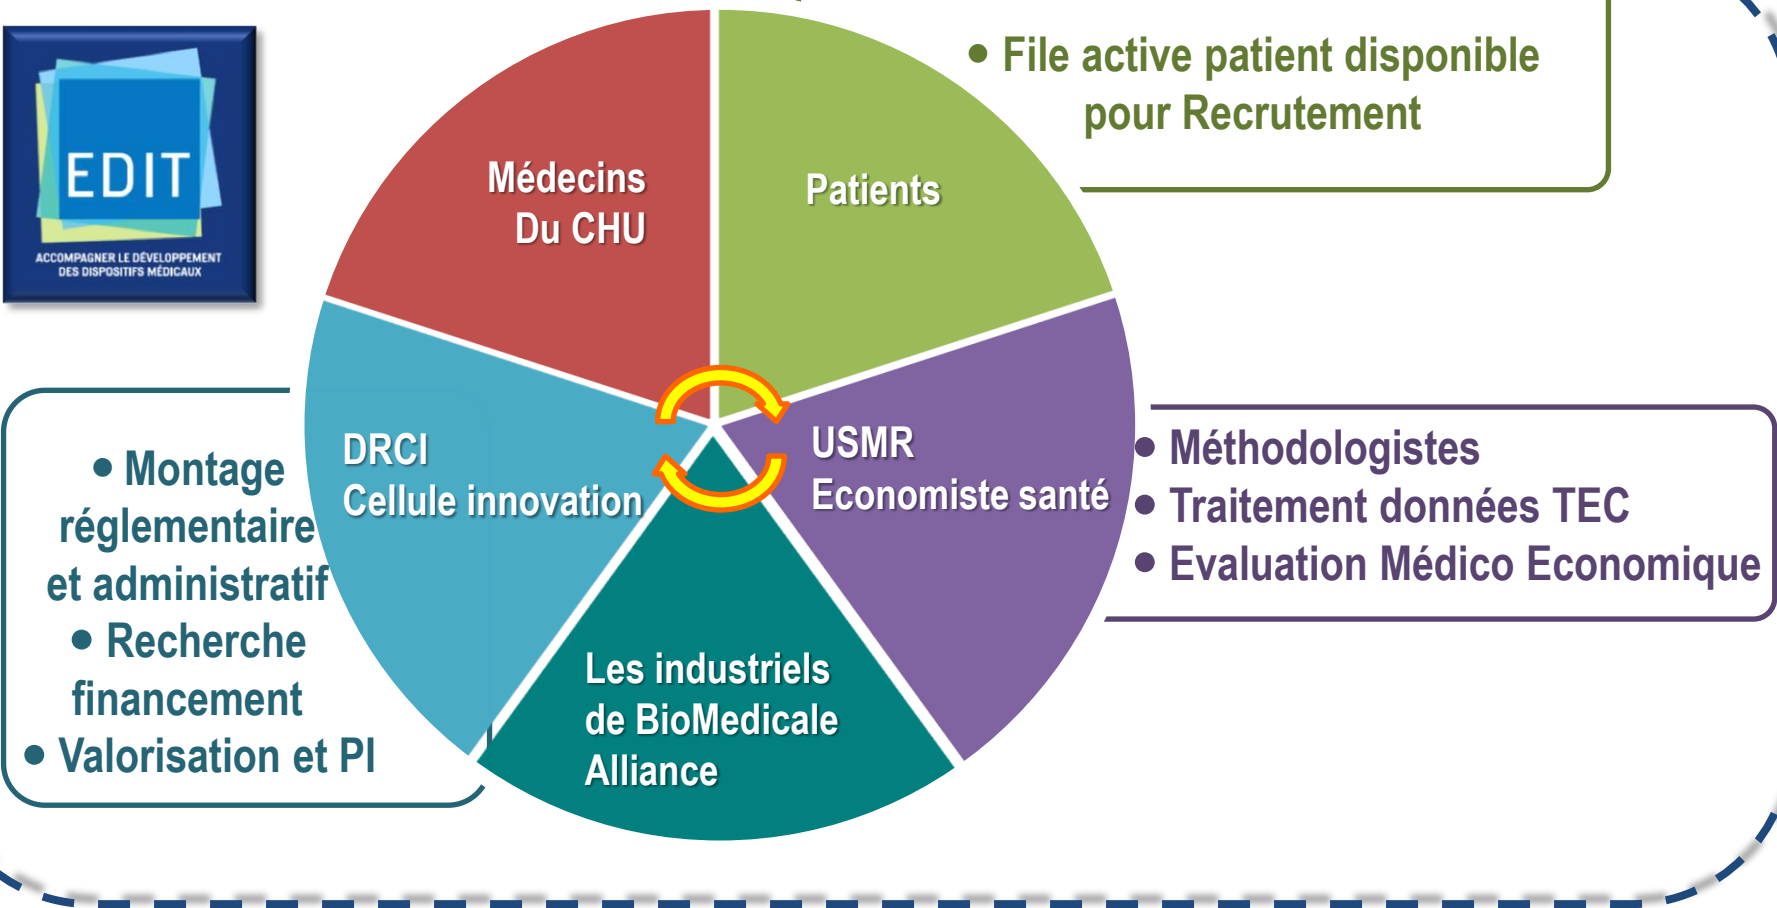 EDIT
ACCOMPAGNER LE DÉVELOPPEMENT
DES DISPOSITIFS MÉDICAUX
Médecins
Du CHU
Patients
• File active patient disponible
pour Recrutement
DRCI
Cellule innovation
USMR
Economiste santé
• Méthodologistes
• Traitement données TEC
• Evaluation Médico Economique
• Montage
réglementaire
et administratif
• Recherche
financement
• Valorisation et PI
Les industriels
de BioMedicale
Alliance